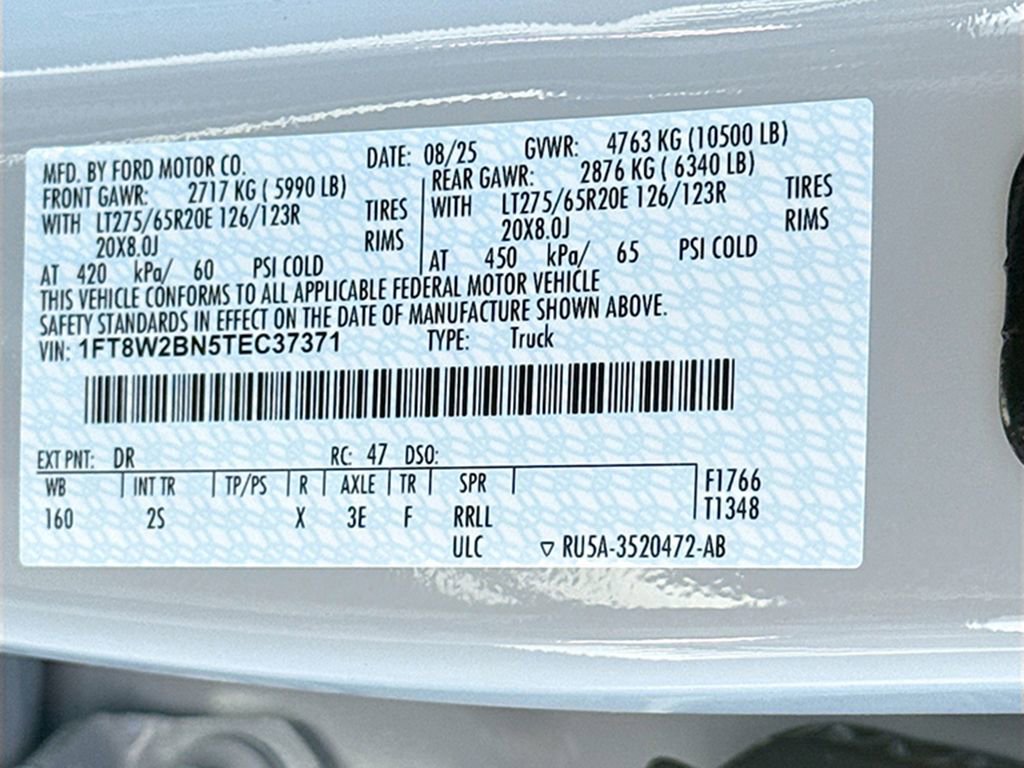 MFD. BY FORD MOTOR CO. DATE: 08/25 GVWR: 4763 KG (10500 LB)
FRONT GAWR: 2717 KG ( 5990 LB) REAR GAWR: 2876 KG ( 6340 LB)
WITH LT275/65R20E 126/123R TIRES WITH LT275/65R20E 126/123R TIRES
20X8.0J RIMS 20X8.0J RIMS
AT 420 kPa/ 60 PSI COLD AT 450 kPa/ 65 PSI COLD
THIS VEHICLE CONFORMS TO ALL APPLICABLE FEDERAL MOTOR VEHICLE
SAFETY STANDARDS IN EFFECT ON THE DATE OF MANUFACTURE SHOWN ABOVE.
VIN: 1FT8W2BN5TEC37371 TYPE: Truck
EXT PNT: DR RC: 47 DSO:
WB INT TR TP/PS R AXLE TR SPR F1766
160 2S X 3E F RRLL T1348
ULC ▽ RU5A-3520472-AB